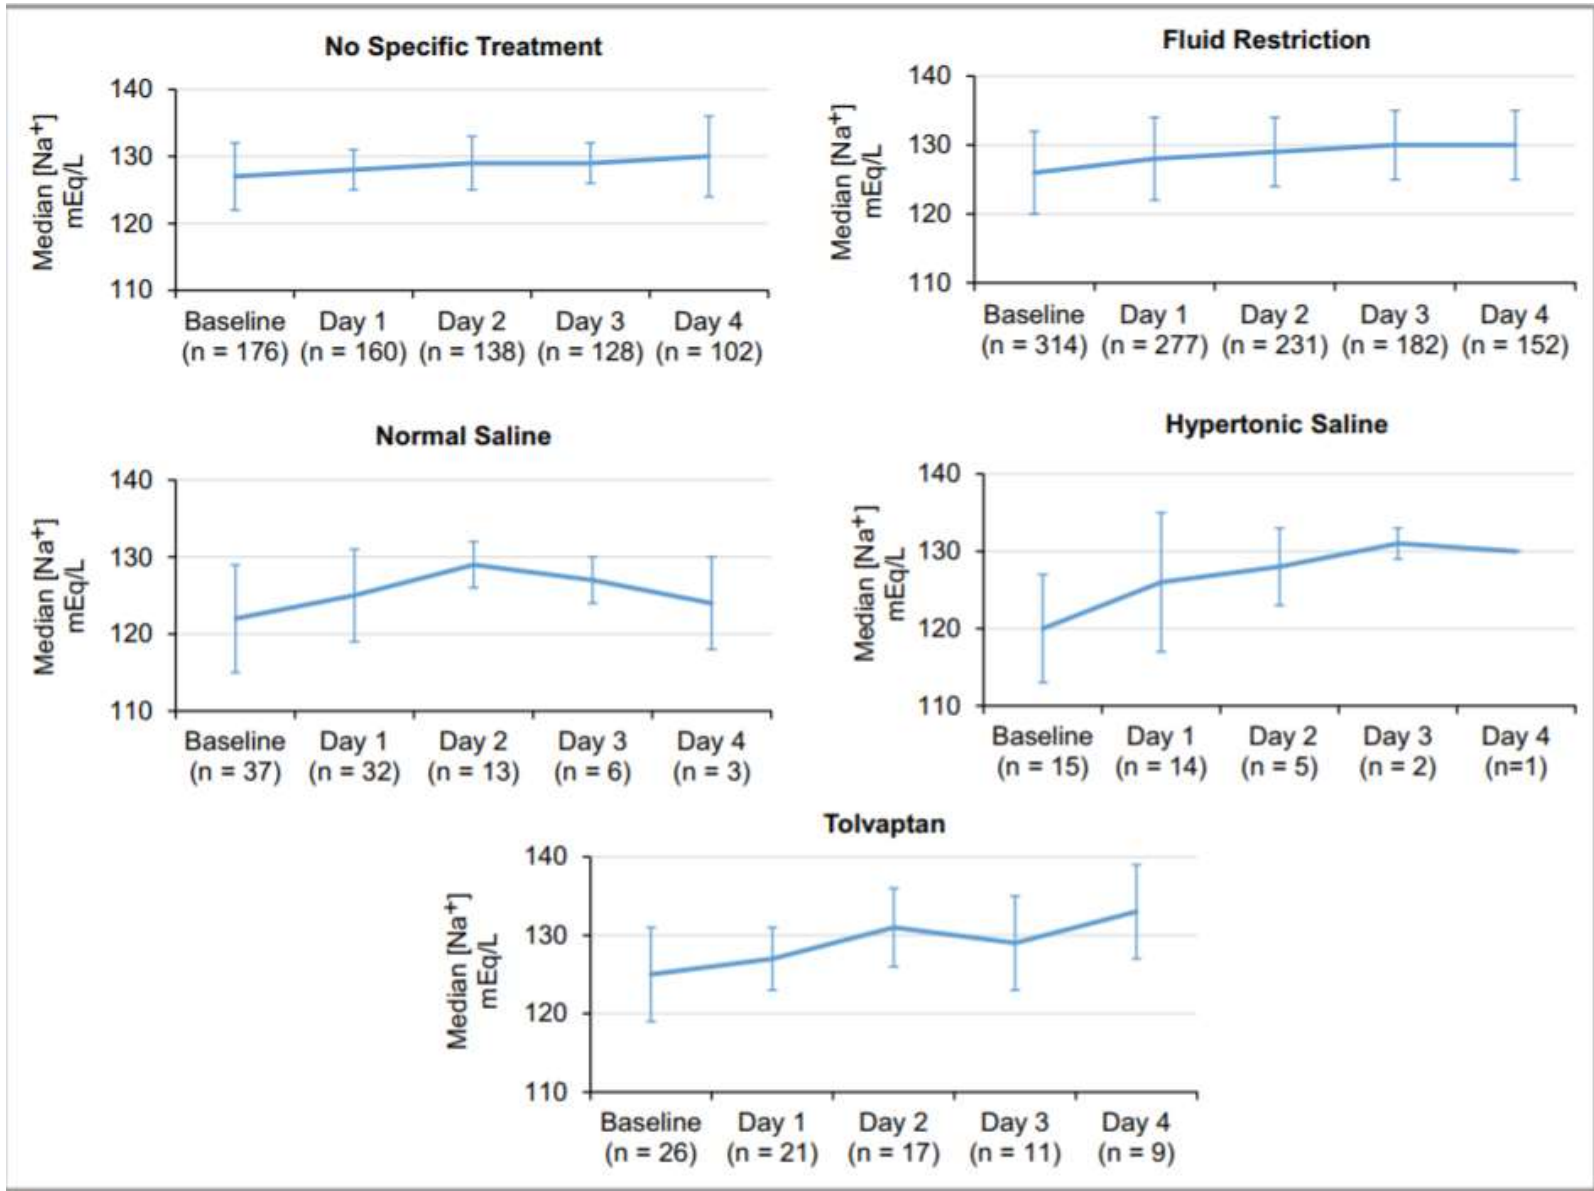 No Specific Treatment
Median [Na+]
mEq/L
140
130
120
110
Baseline Day 1 Day 2 Day 3 Day 4
(n = 176) (n = 160) (n = 138) (n = 128) (n = 102)
Fluid Restriction
Median [Na+]
mEq/L
140
130
120
110
Baseline Day 1 Day 2 Day 3 Day 4
(n = 314) (n = 277) (n = 231) (n = 182) (n = 152)
Normal Saline
Median [Na+]
mEq/L
140
130
120
110
Baseline Day 1 Day 2 Day 3 Day 4
(n = 37) (n = 32) (n = 13) (n = 6) (n = 3)
Hypertonic Saline
Median [Na+]
mEq/L
140
130
120
110
Baseline Day 1 Day 2 Day 3 Day 4
(n = 15) (n = 14) (n = 5) (n = 2) (n=1)
Tolvaptan
Median [Na+]
mEq/L
140
130
120
110
Baseline Day 1 Day 2 Day 3 Day 4
(n = 26) (n = 21) (n = 17) (n = 11) (n = 9)